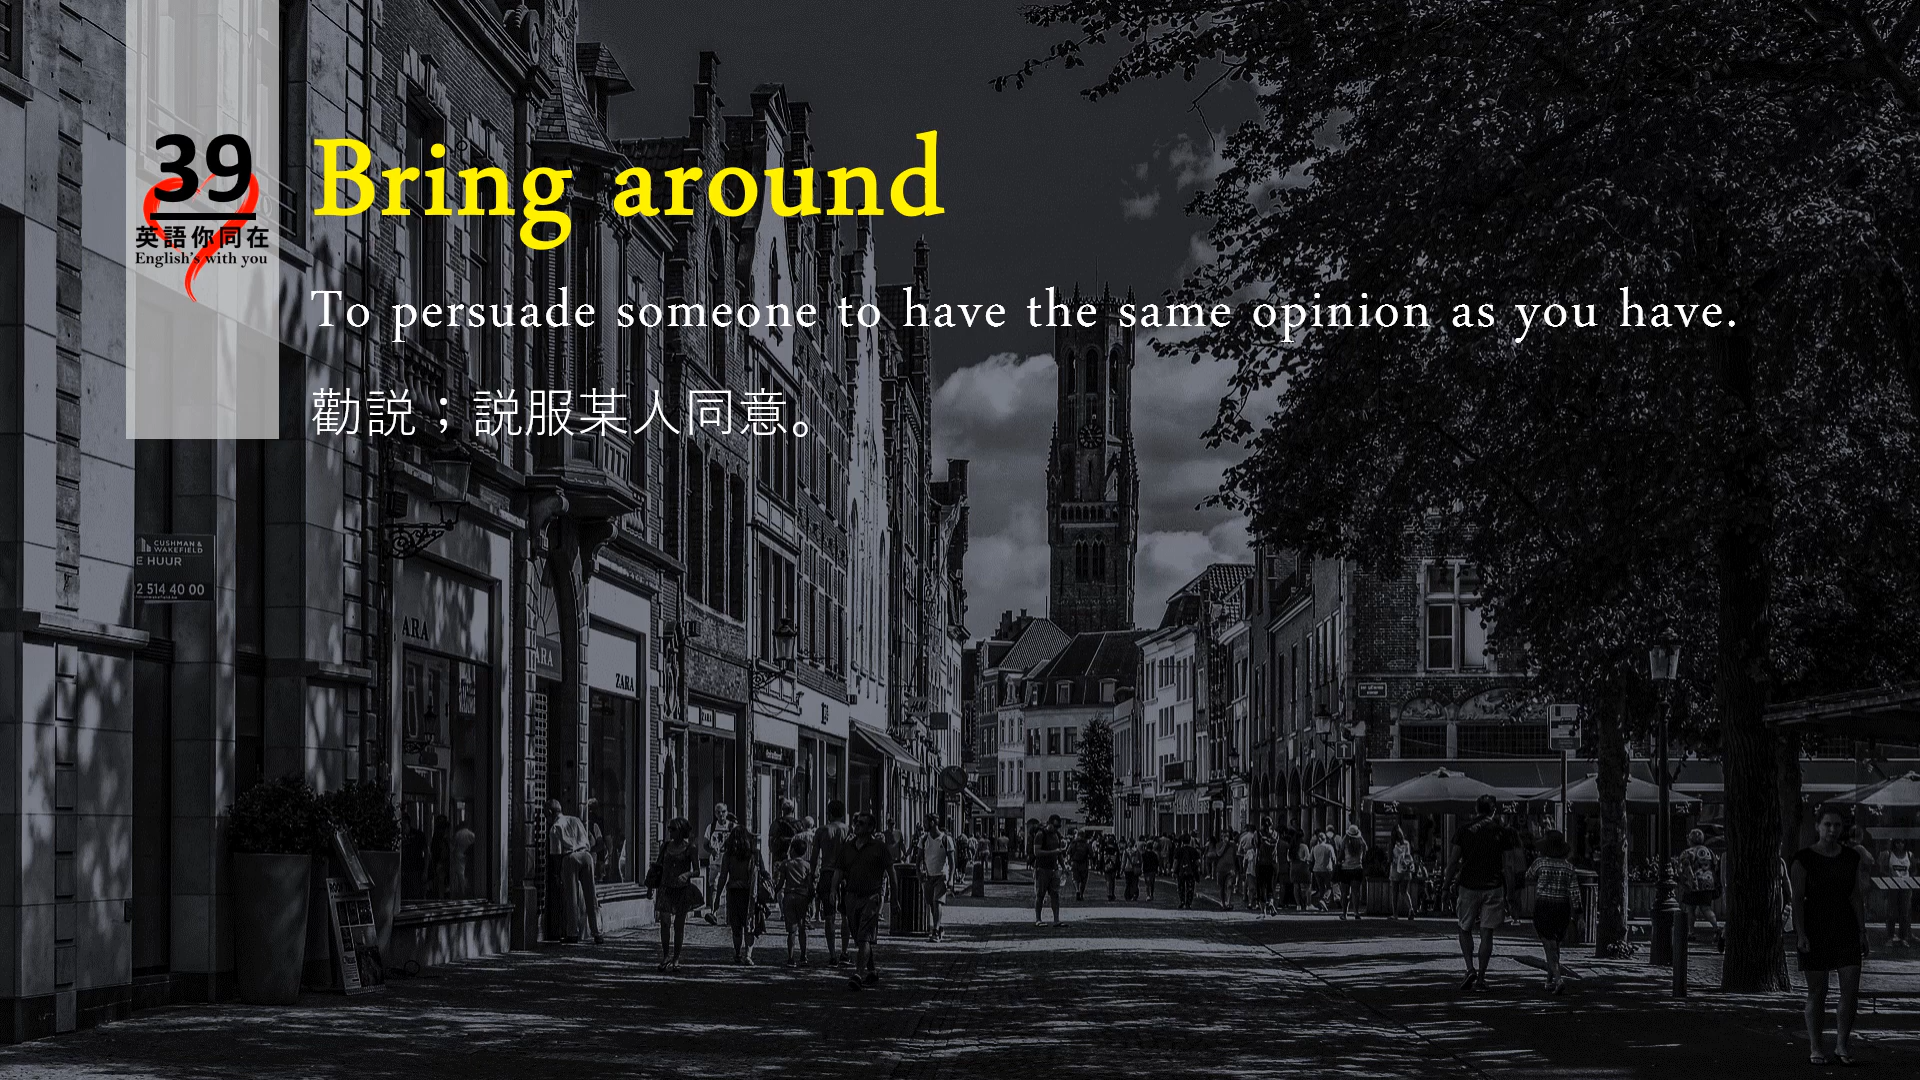 39
英語你同在
English's with you
Bring around
To persuade someone to have the same opinion as you have.
勸説；説服某人同意。
CUSHMAN &
WAKEFIELD
E HUUR
2 514 40 00
ARA
ARA
ZARA